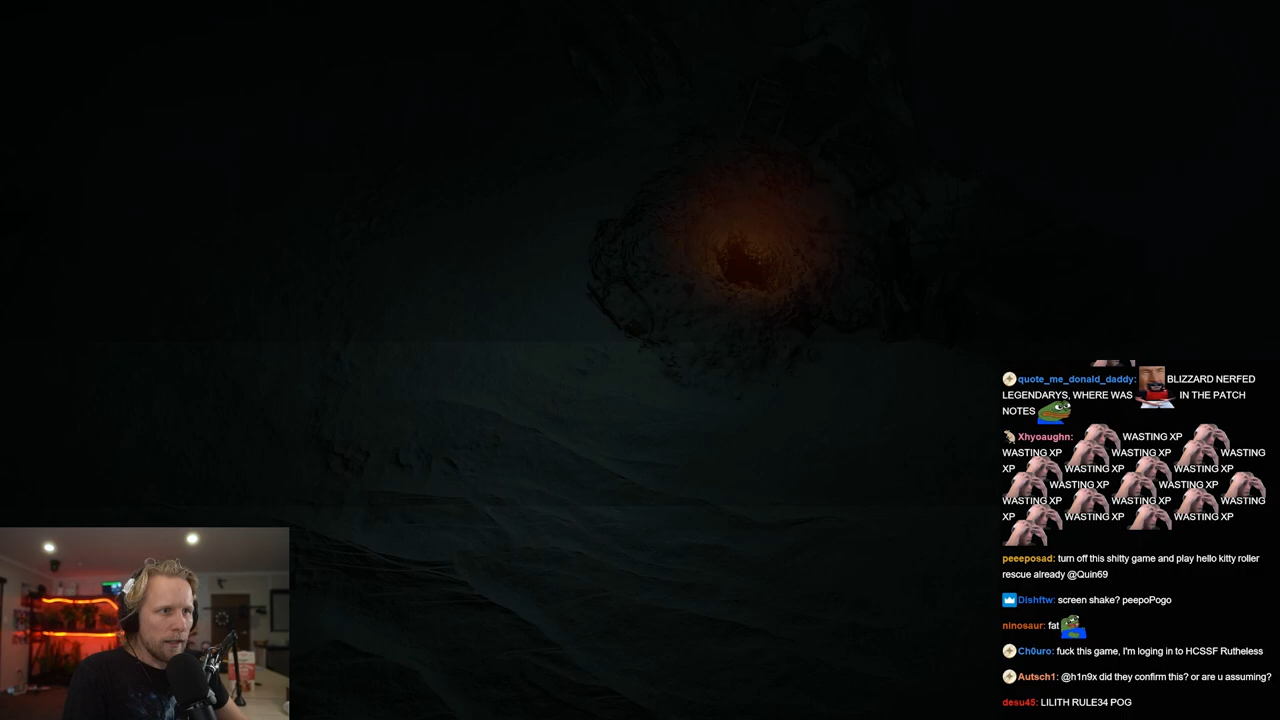 quote_me_donald_daddy: BLIZZARD NERFED
LEGENDARYS, WHERE WAS IN THE PATCH
NOTES
Xhyoaughn: WASTING XP
WASTING XP WASTING XP WASTING
XP WASTING XP WASTING XP
WASTING XP WASTING XP
WASTING XP WASTING XP WASTING
XP WASTING XP WASTING XP
peeeposad: turn off this shitty game and play hello kitty roller
rescue already @Quin69
Dishftw: screen shake? peepoPogo
ninosaur: fat
Ch0uro: fuck this game, I'm loging in to HCSSF Rutheless
Autsch1: @h1n9x did they confirm this? or are u assuming?
desu45: LILITH RULE34 POG